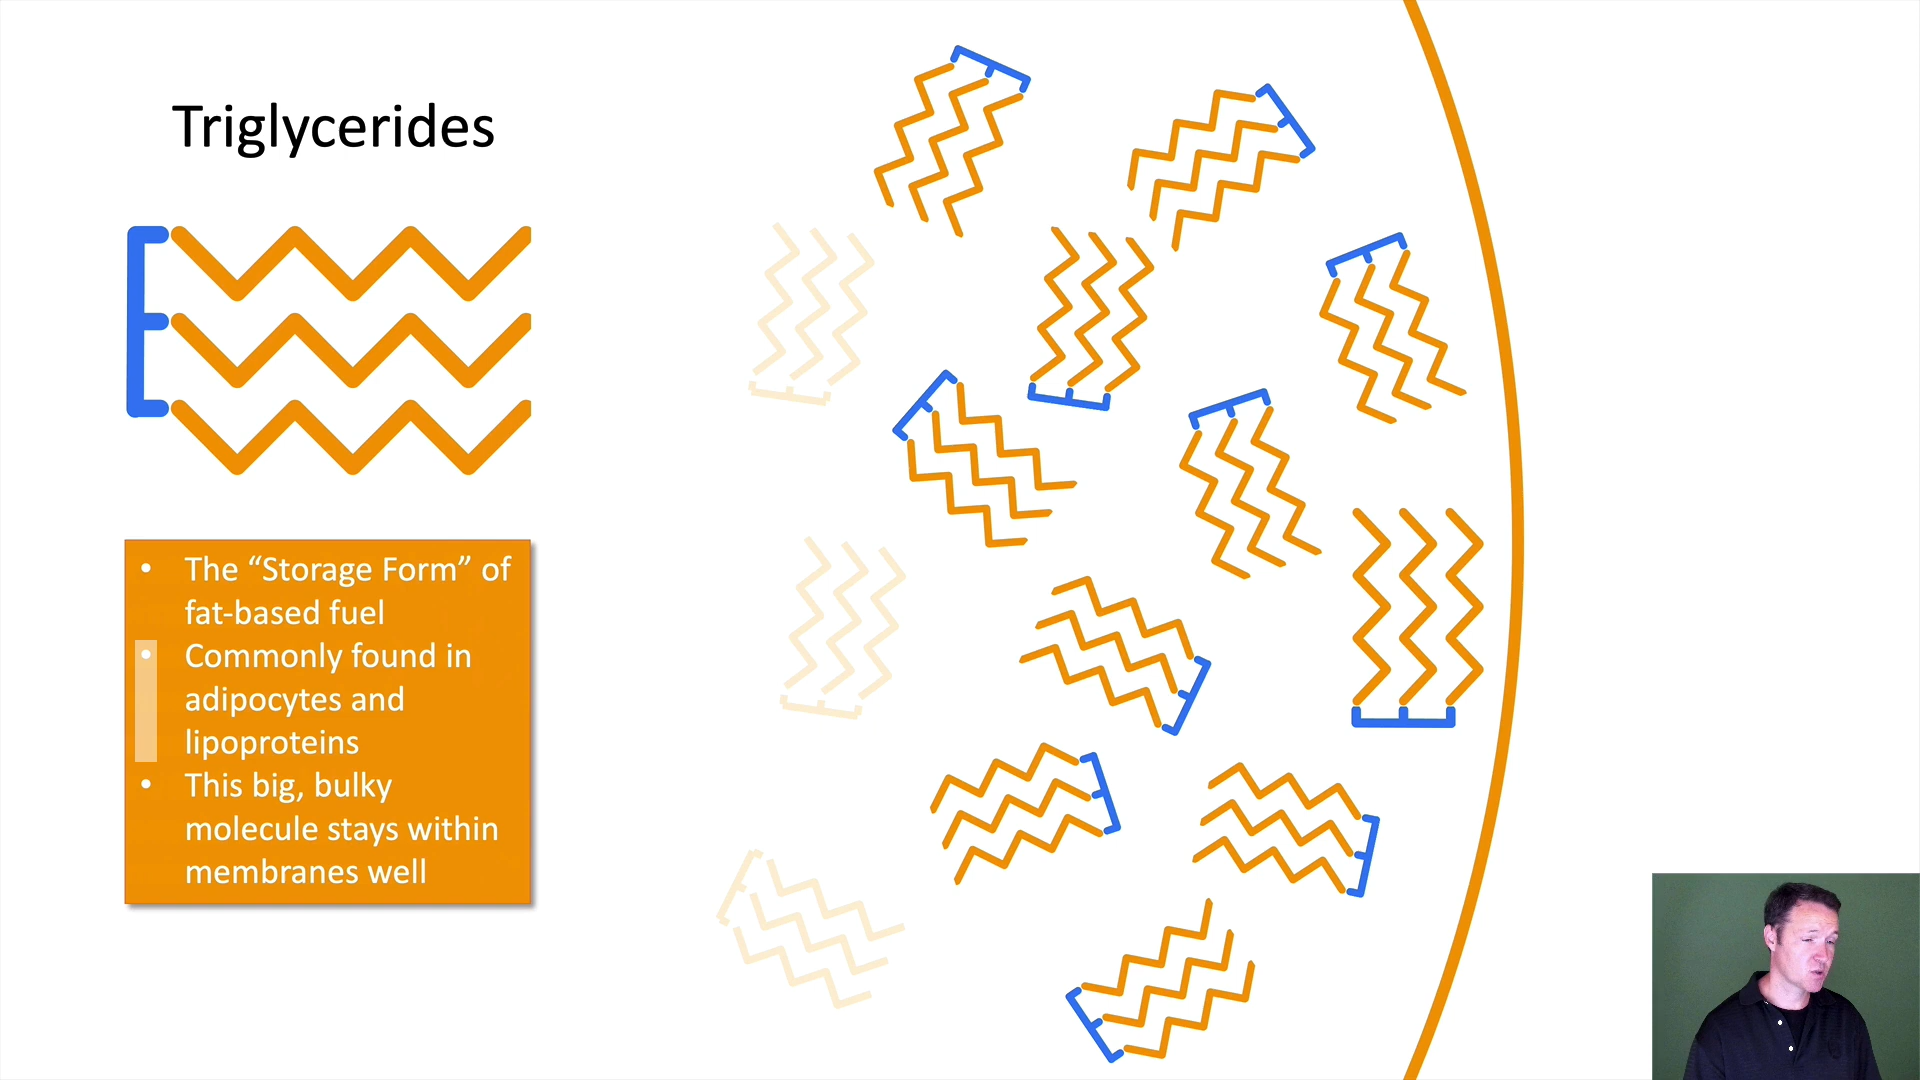 Triglycerides
• The “Storage Form” of
fat-based fuel
• Commonly found in
adipocytes and
lipoproteins
• This big, bulky
molecule stays within
membranes well